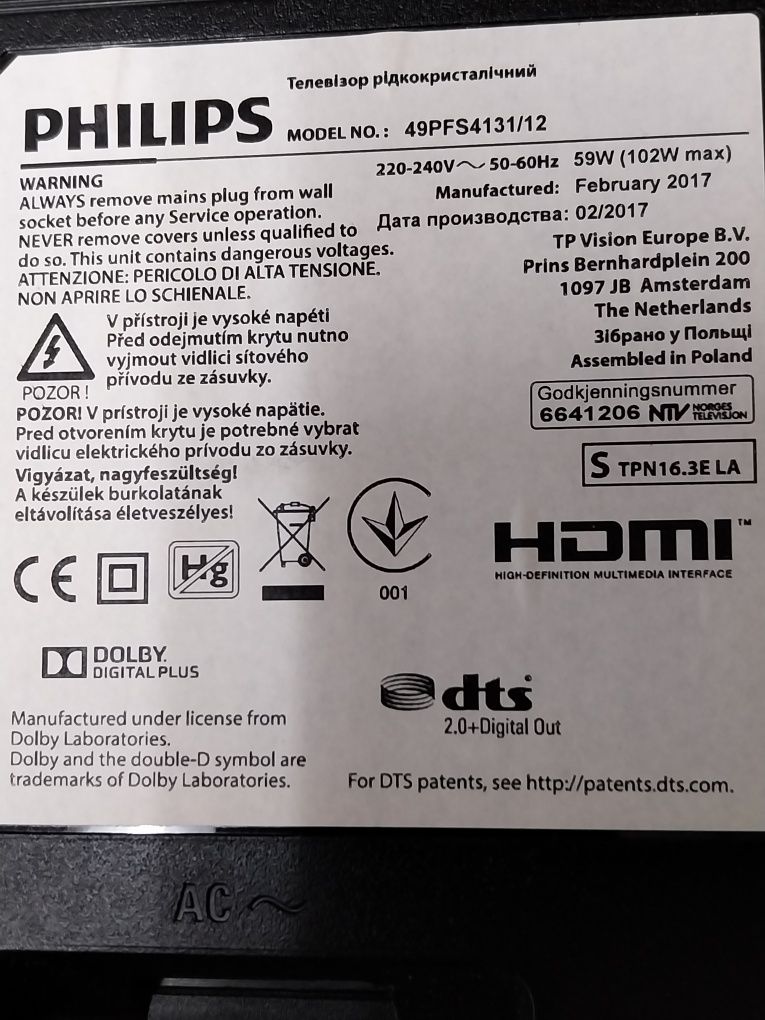 Телевізор рідкокристалічний
PHILIPS MODEL NO.: 49PFS4131/12
220-240V～ 50-60Hz 59W (102W max)
Manufactured: February 2017
Дата производства: 02/2017
TP Vision Europe B.V.
Prins Bernhardplein 200
1097 JB Amsterdam
The Netherlands
Зібрано у Польщі
Assembled in Poland
WARNING
ALWAYS remove mains plug from wall
socket before any Service operation.
NEVER remove covers unless qualified to
do so. This unit contains dangerous voltages.
ATTENZIONE: PERICOLO DI ALTA TENSIONE.
NON APRIRE LO SCHIENALE.
V přístroji je vysoké napéti
Před odejmutím krytu nutno
vyjmout vidlici sítového
přívodu ze zásuvky.
POZOR !
POZOR! V prístroji je vysoké napätie.
Pred otvorením krytu je potrebné vybrat
vidlicu elektrického prívodu zo zásuvky.
Vigyázat, nagyfeszültség!
A készülek burkolatának
eltávolítása életveszélyes!
Godkjenningsnummer
6641206 NTV NORGES
TELEVISJON
S TPN16.3E LA
CE
Hg
001
HDMI™
HIGH-DEFINITION MULTIMEDIA INTERFACE
DOLBY
DIGITAL PLUS
dts
2.0+Digital Out
Manufactured under license from
Dolby Laboratories.
Dolby and the double-D symbol are
trademarks of Dolby Laboratories.
For DTS patents, see http://patents.dts.com.
AC ～